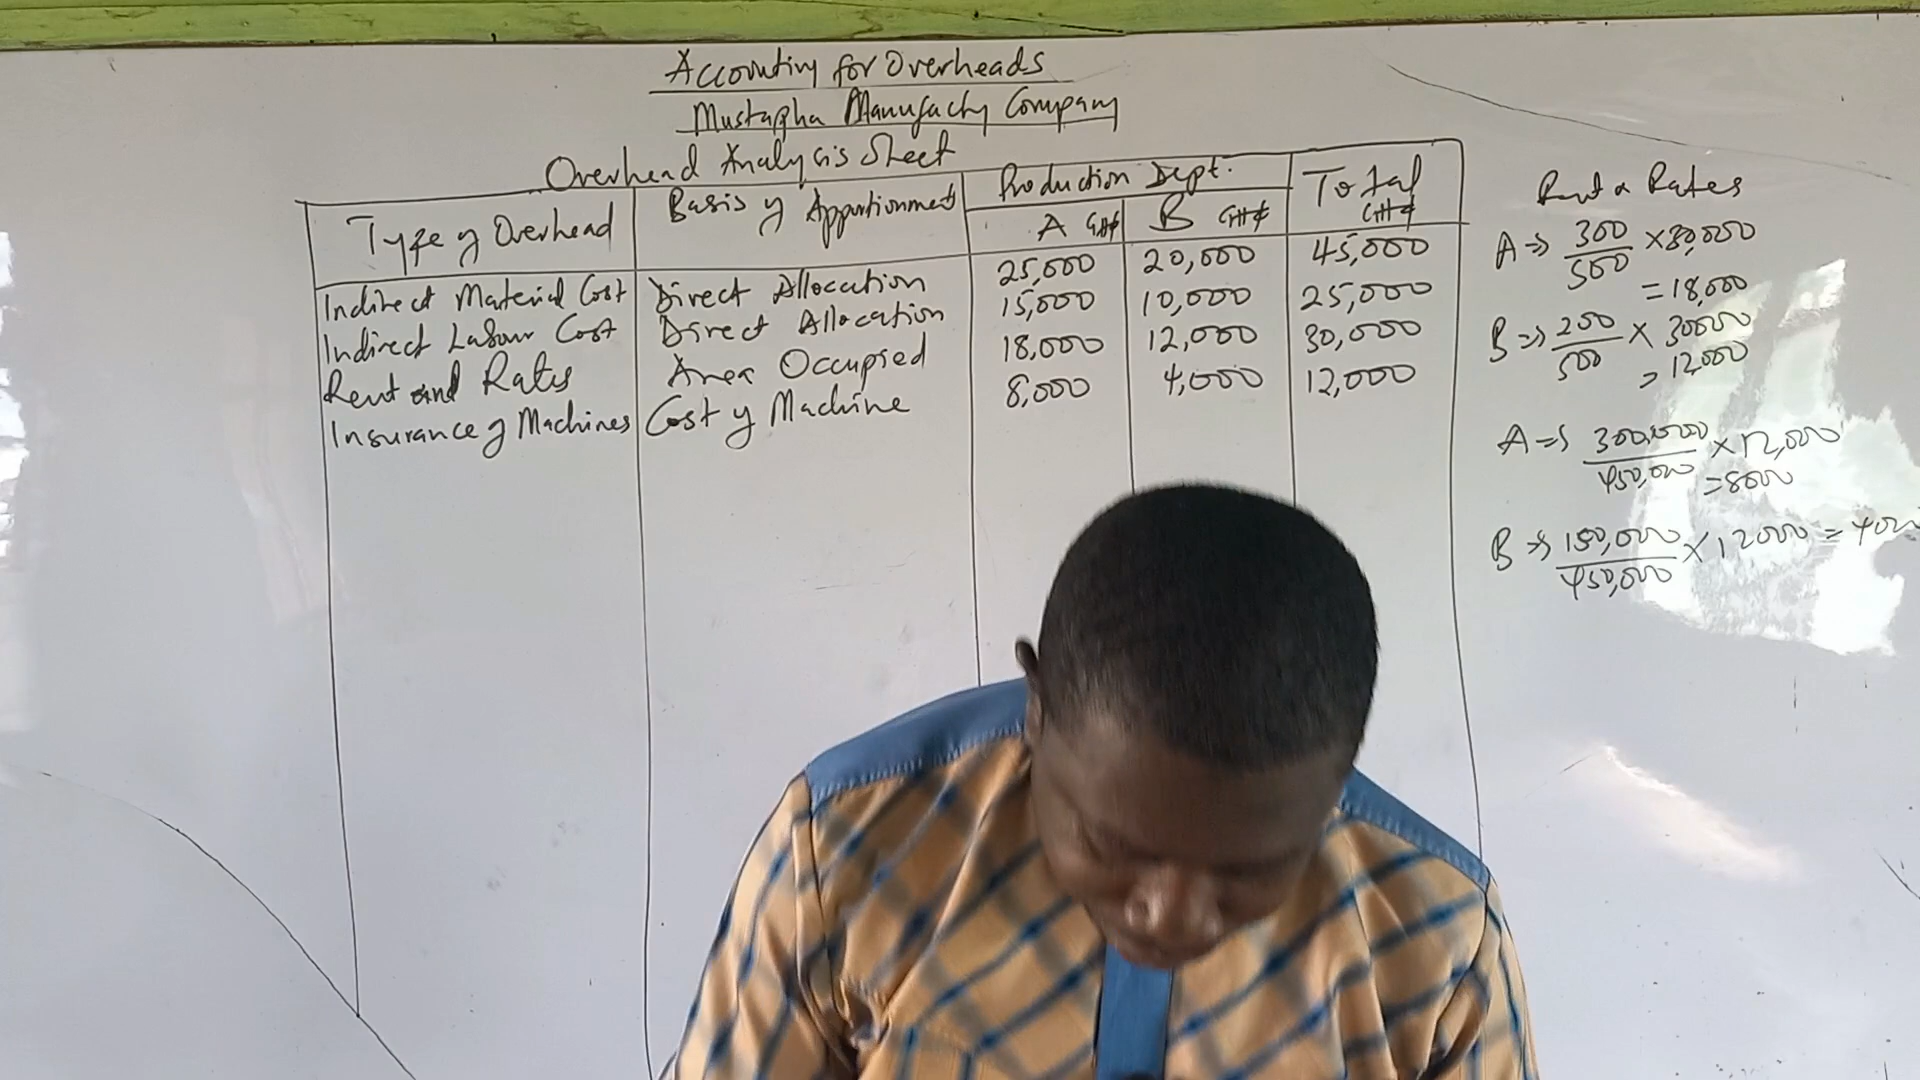 Accounting for Overheads
Mustapha Manufacty Company
Overhead Analysis Sheet
Type of Overhead Basis of Apportionment Production Dept. Total GH¢
A GH¢ B GH¢
Indirect Material Cost Direct Allocation 25,000 20,000 45,000
Indirect Labour Cost Direct Allocation 15,000 10,000 25,000
Rent and Rates Area Occupied 18,000 12,000 30,000
Insurance of Machines Cost of Machine 8,000 4,000 12,000
Rent & Rates
A => 300/500 × 30,000
= 18,000
B => 200/500 × 30000
= 12000
A => 300,000/450,000 × 12,000
= 8000
B => 150,000/450,000 × 12000 = 4000